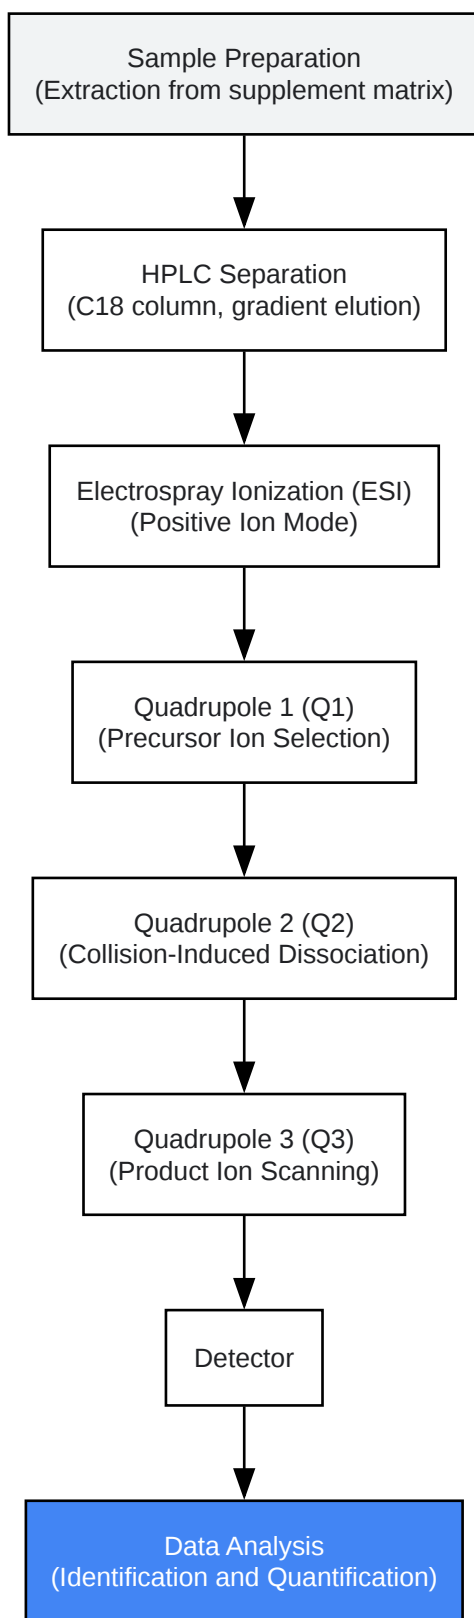 Sample Preparation
(Extraction from supplement matrix)
HPLC Separation
(C18 column, gradient elution)
Electrospray Ionization (ESI)
(Positive Ion Mode)
Quadrupole 1 (Q1)
(Precursor Ion Selection)
Quadrupole 2 (Q2)
(Collision-Induced Dissociation)
Quadrupole 3 (Q3)
(Product Ion Scanning)
Detector
Data Analysis
(Identification and Quantification)